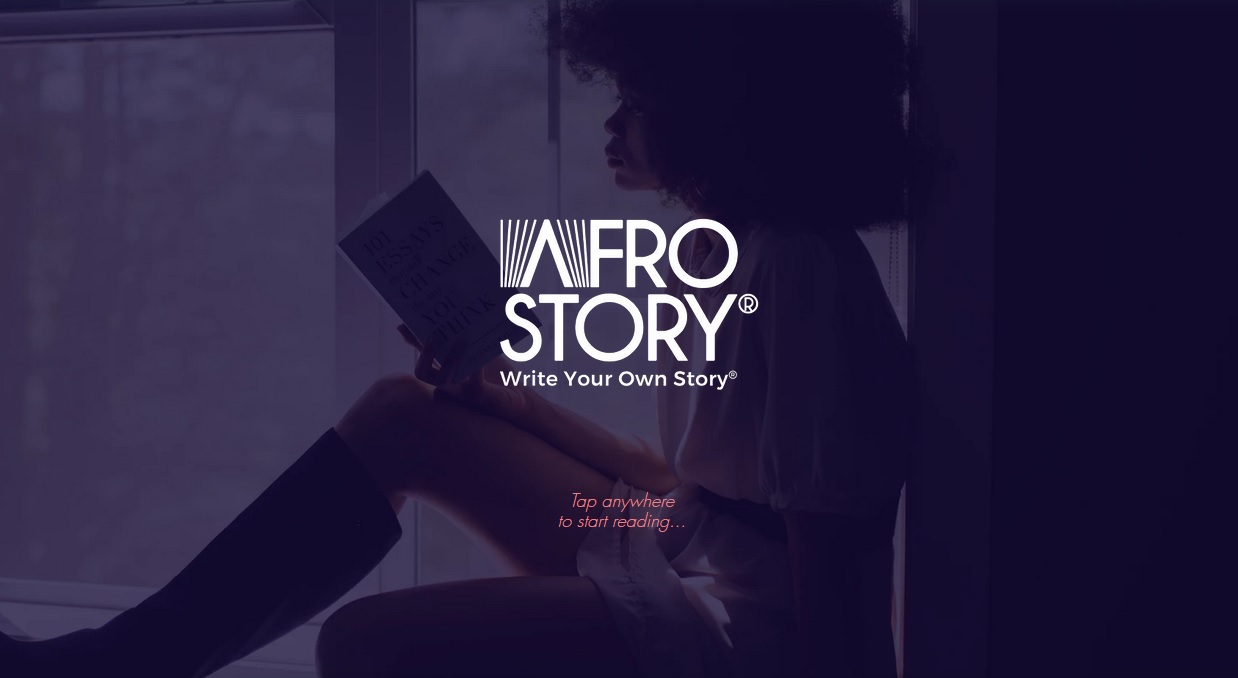 101
ESSAYS
CHANGE
YOU
THINK
AFRO
STORY®
Write Your Own Story®
Tap anywhere
to start reading...